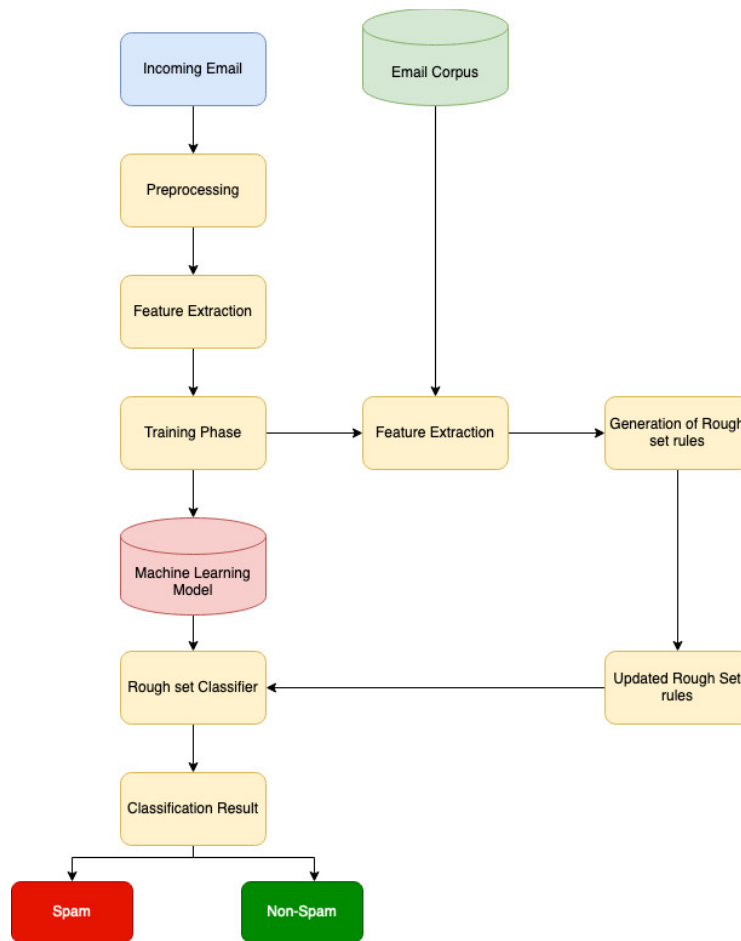 Incoming Email
Email Corpus
Preprocessing
Feature Extraction
Training Phase
Feature Extraction
Generation of Rough
set rules
Machine Learning
Model
Rough set Classifier
Updated Rough Set
rules
Classification Result
Spam
Non-Spam